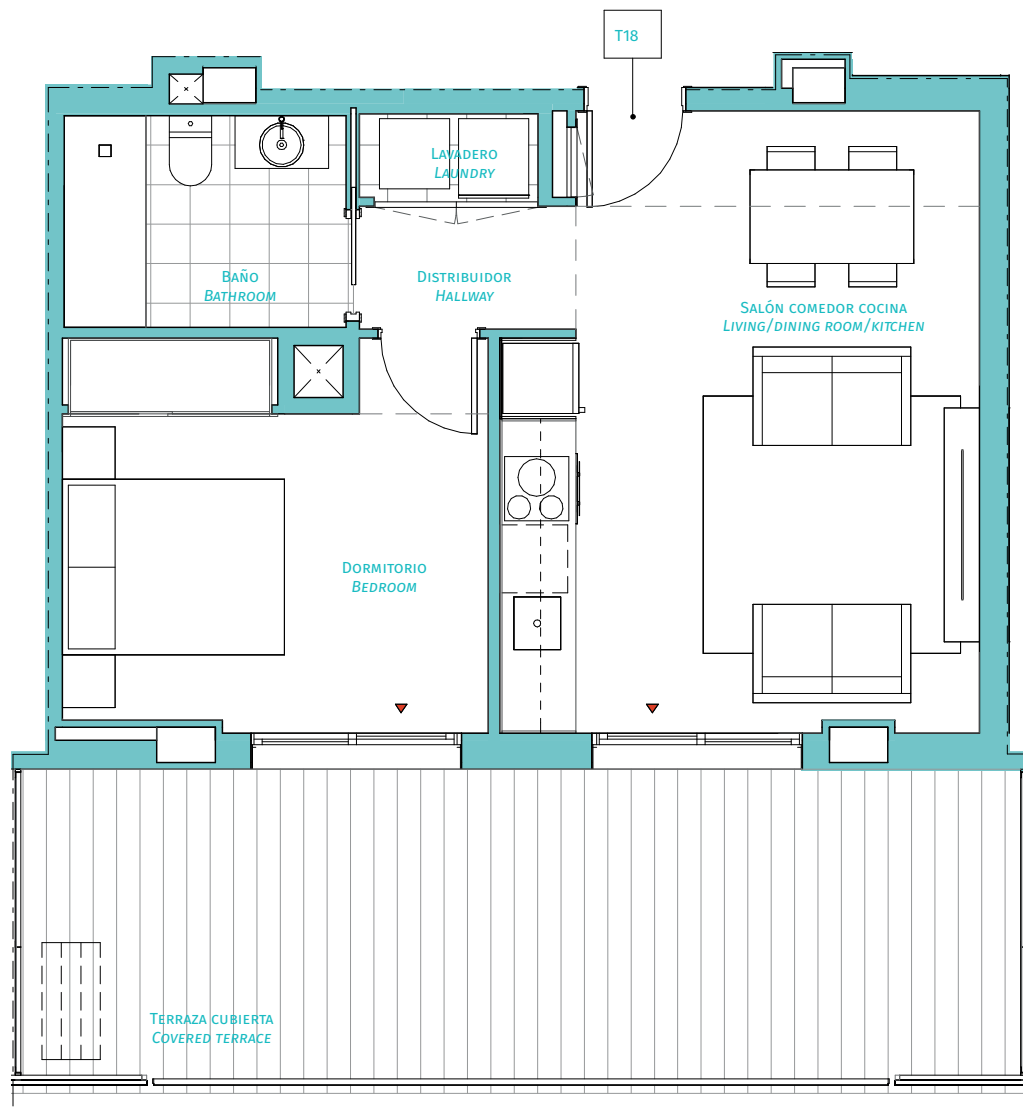 T18
Lavadero
Laundry
Baño
Bathroom
Distribuidor
Hallway
Salón comedor cocina
Living/dining room/kitchen
Dormitorio
Bedroom
Terraza cubierta
Covered terrace